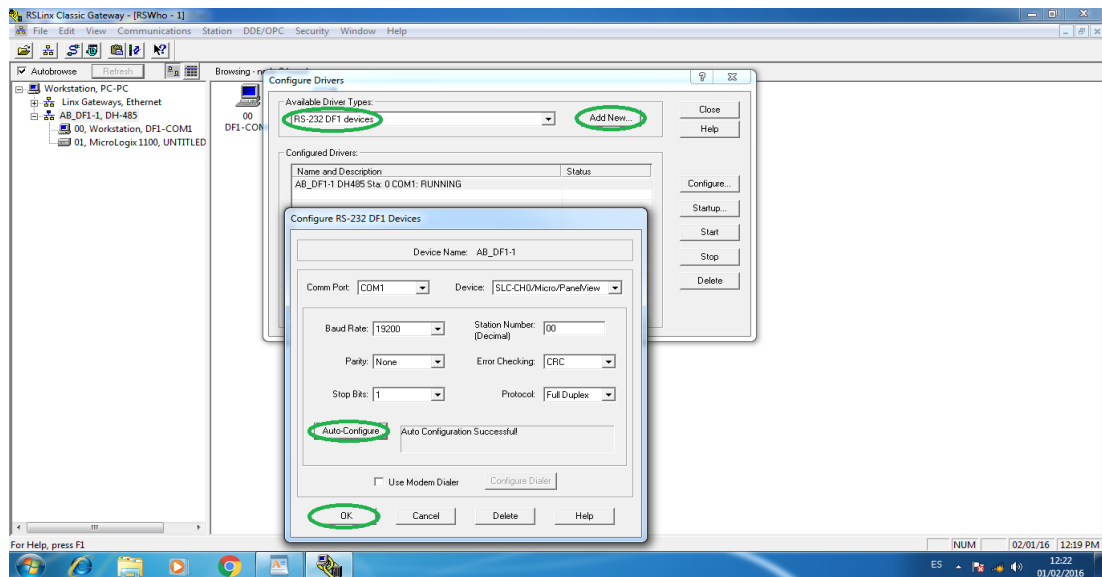 RSLinx Classic Gateway - [RSWho - 1]
File Edit View Communications Station DDE/OPC Security Window Help
Autobrowse Refresh
Workstation, PC-PC
Linx Gateways, Ethernet
AB_DF1-1, DH-485
00, Workstation, DF1-COM1
01, MicroLogix 1100, UNTITLED
Browsing -
00
Configure Drivers
Available Driver Types:
RS-232 DF1 devices
Add New...
Close
Help
Configured Drivers:
Name and Description Status
AB_DF1-1 DH485 Sta: 0 COM1: RUNNING
Configure...
Startup...
Start
Stop
Delete
Configure RS-232 DF1 Devices
Device Name: AB_DF1-1
Comm Port: COM1 Device: SLC-CH0/Micro/PanelView
Baud Rate: 19200 Station Number: 00
(Decimal)
Parity: None Error Checking: CRC
Stop Bits: 1 Protocol: Full Duplex
Auto-Configure Auto Configuration Successful!
Use Modem Dialer Configure Dialer
OK Cancel Delete Help
For Help, press F1
NUM 02/01/16 12:19 PM
ES 12:22
01/02/2016